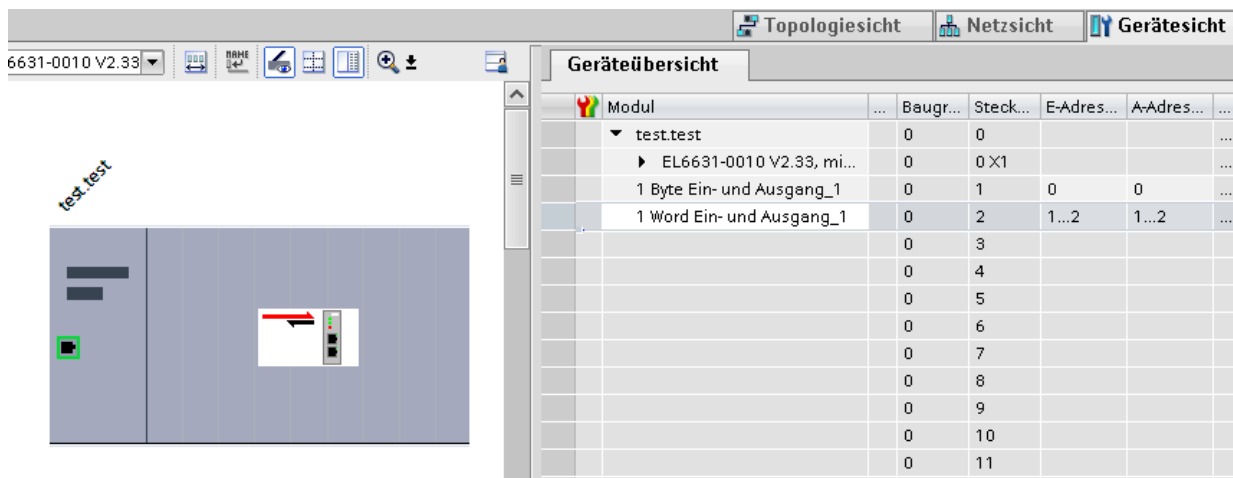 Topologiesicht Netzsicht Gerätesicht
6631-0010 V2.33 NAME
Geräteübersicht
Modul ... Baugr... Steck... E-Adres... A-Adres... ...
test.test 0 0 ...
EL6631-0010 V2.33, mi... 0 0 X1 ...
1 Byte Ein- und Ausgang_1 0 1 0 0 ...
1 Word Ein- und Ausgang_1 0 2 1...2 1...2 ...
0 3
0 4
0 5
0 6
0 7
0 8
0 9
0 10
0 11
test.test